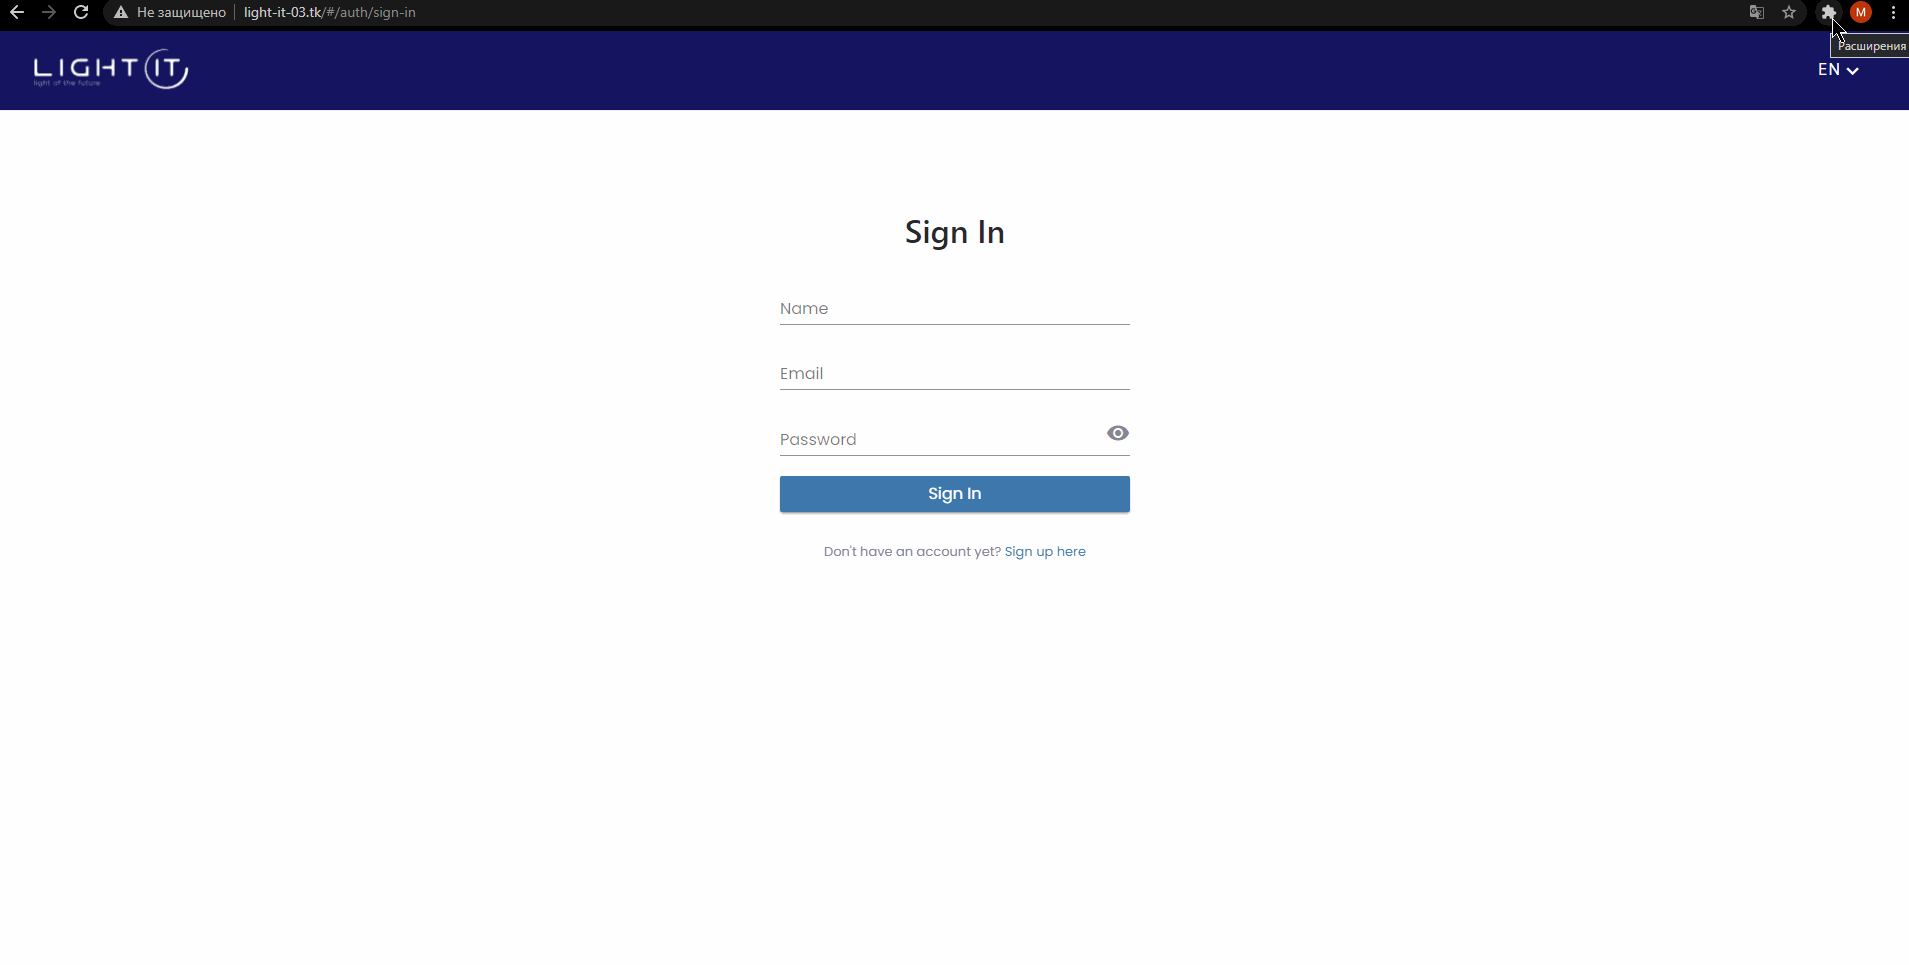 Не защищено light-it-03.tk/#/auth/sign-in M
Расширения
LIGHT IT
light of the future
EN
Sign In
Name
Email
Password
Sign In
Don't have an account yet? Sign up here